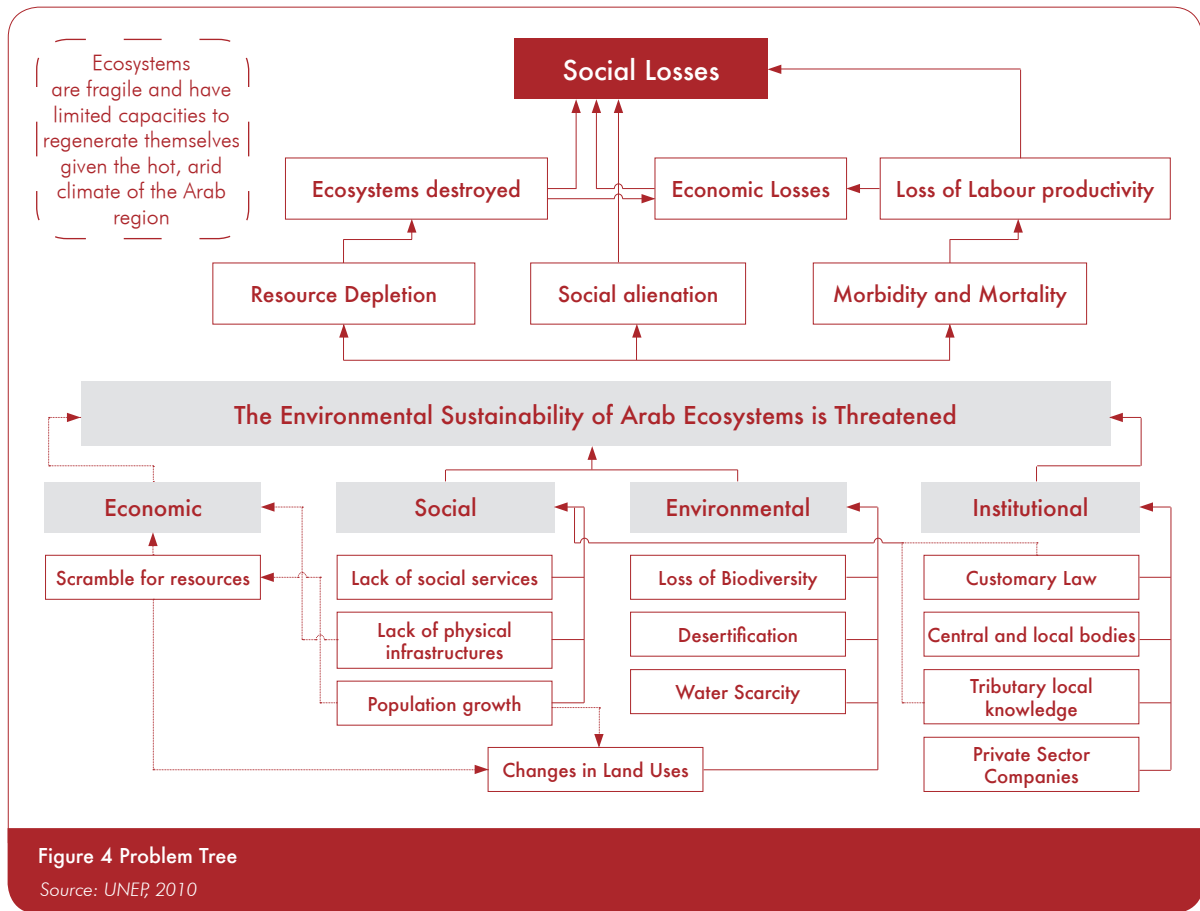 Ecosystems
are fragile and have
limited capacities to
regenerate themselves
given the hot, arid
climate of the Arab
region
Social Losses
Ecosystems destroyed
Economic Losses
Loss of Labour productivity
Resource Depletion
Social alienation
Morbidity and Mortality
The Environmental Sustainability of Arab Ecosystems is Threatened
Economic
Social
Environmental
Institutional
Scramble for resources
Lack of social services
Loss of Biodiversity
Customary Law
Lack of physical
infrastructures
Desertification
Central and local bodies
Population growth
Water Scarcity
Tributary local
knowledge
Changes in Land Uses
Private Sector
Companies
Figure 4 Problem Tree
Source: UNEP, 2010